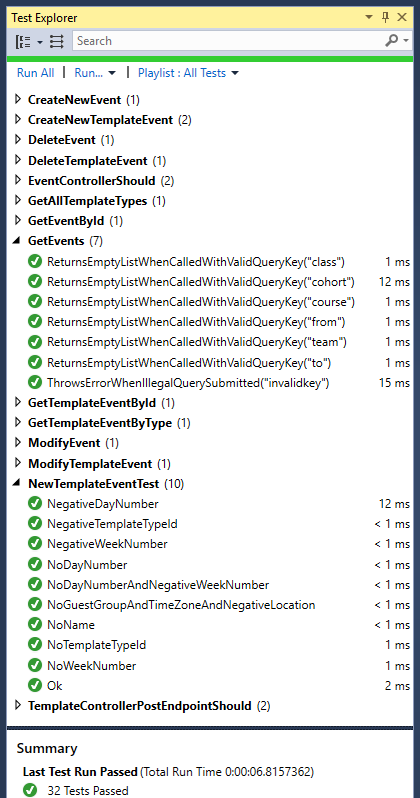 Test Explorer
Search
Run All | Run... | Playlist : All Tests
CreateNewEvent (1)
CreateNewTemplateEvent (2)
DeleteEvent (1)
DeleteTemplateEvent (1)
EventControllerShould (2)
GetAllTemplateTypes (1)
GetEventById (1)
GetEvents (7)
ReturnsEmptyListWhenCalledWithValidQueryKey("class") 1 ms
ReturnsEmptyListWhenCalledWithValidQueryKey("cohort") 12 ms
ReturnsEmptyListWhenCalledWithValidQueryKey("course") 1 ms
ReturnsEmptyListWhenCalledWithValidQueryKey("from") 1 ms
ReturnsEmptyListWhenCalledWithValidQueryKey("team") 1 ms
ReturnsEmptyListWhenCalledWithValidQueryKey("to") 1 ms
ThrowsErrorWhenIllegalQuerySubmitted("invalidkey") 15 ms
GetTemplateEventById (1)
GetTemplateEventByType (1)
ModifyEvent (1)
ModifyTemplateEvent (1)
NewTemplateEventTest (10)
NegativeDayNumber 12 ms
NegativeTemplateTypeId < 1 ms
NegativeWeekNumber < 1 ms
NoDayNumber < 1 ms
NoDayNumberAndNegativeWeekNumber < 1 ms
NoGuestGroupAndTimeZoneAndNegativeLocation < 1 ms
NoName < 1 ms
NoTemplateTypeId 1 ms
NoWeekNumber 1 ms
Ok 2 ms
TemplateControllerPostEndpointShould (2)
Summary
Last Test Run Passed (Total Run Time 0:00:06.8157362)
32 Tests Passed